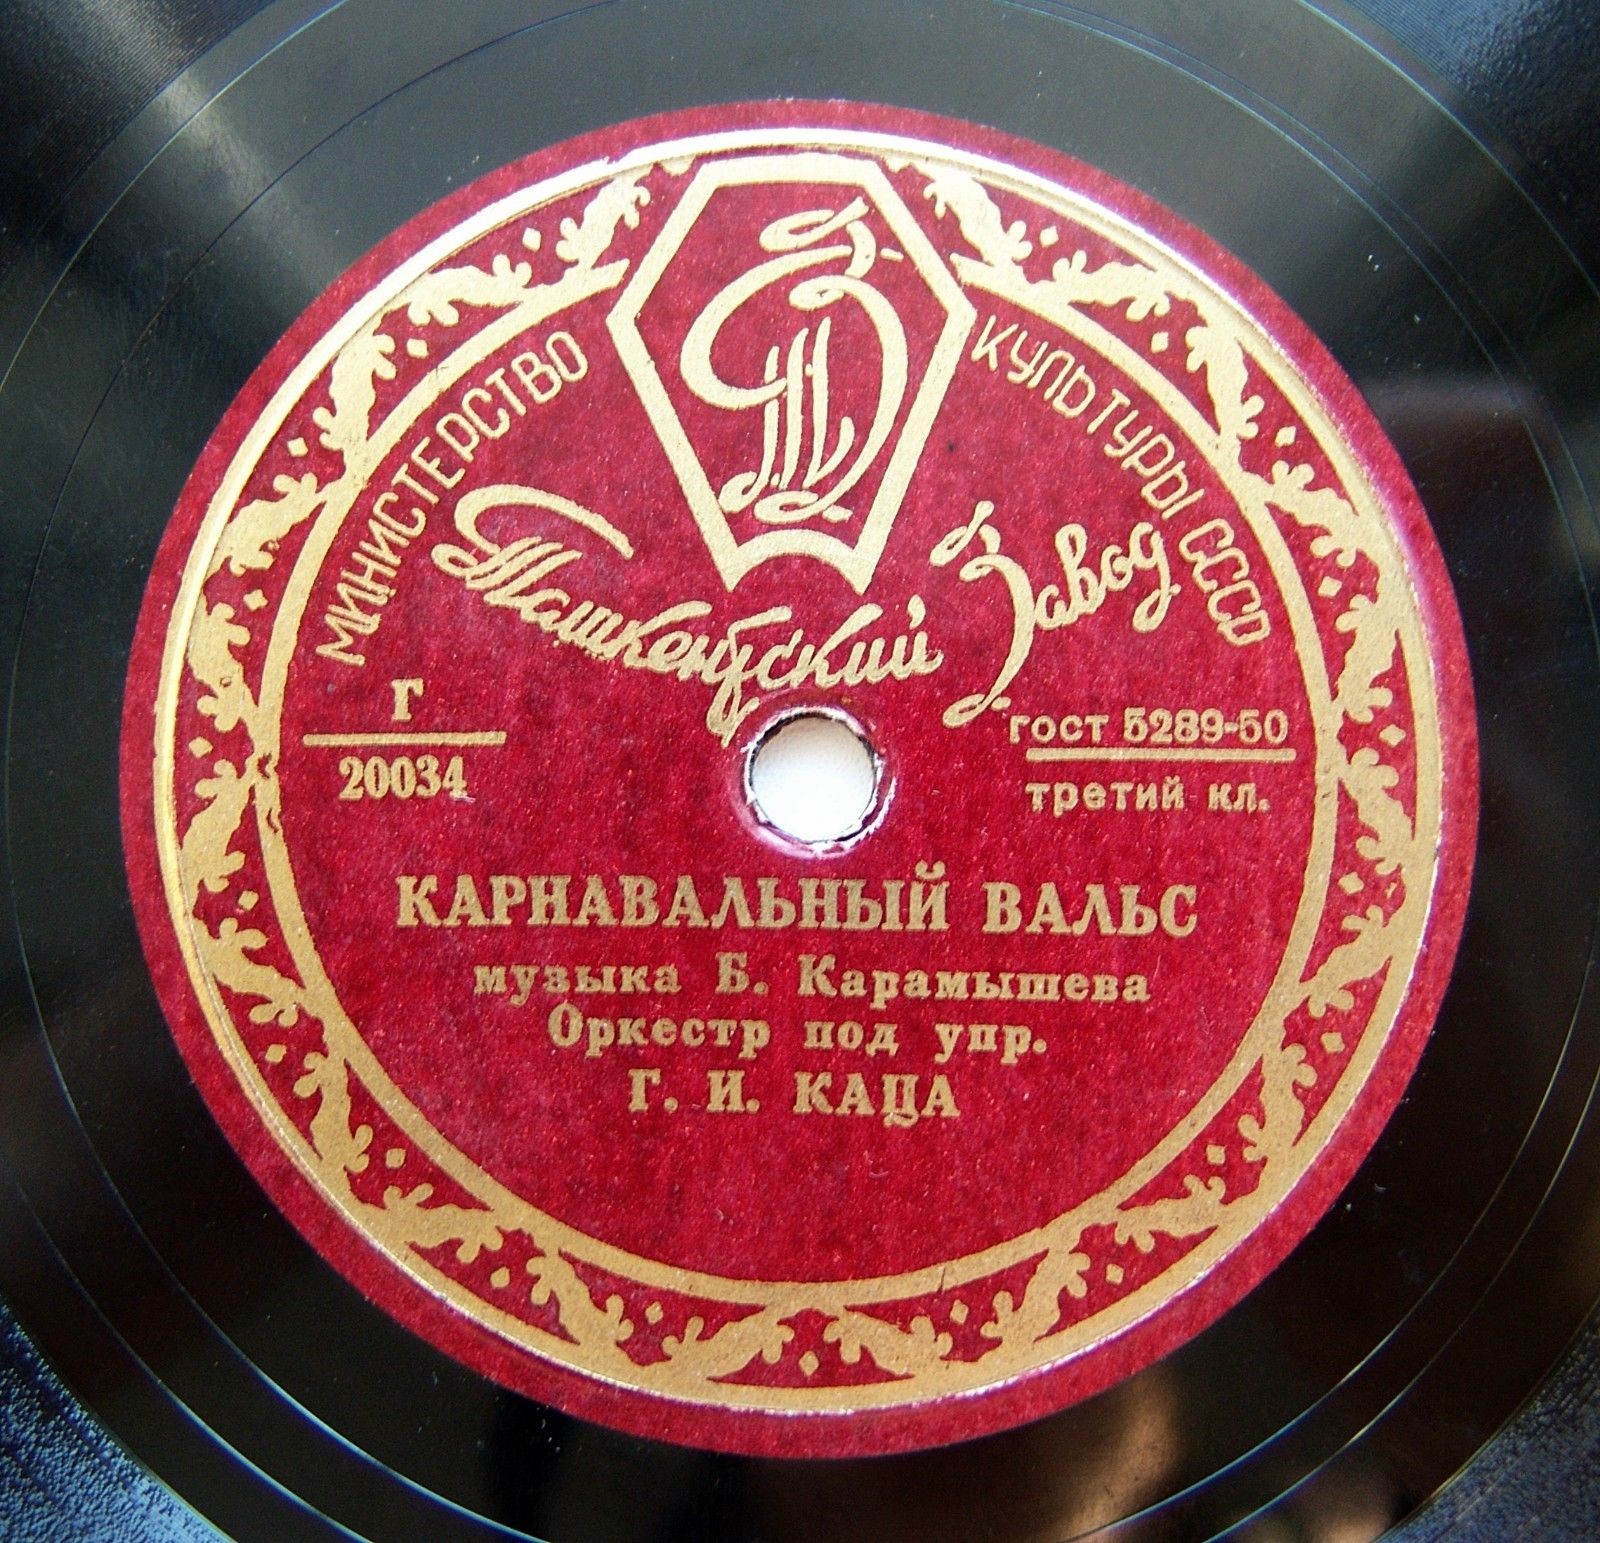 МИНИСТЕРСТВО КУЛЬТУРЫ СССР
Ташкентский Завод
Г
20034
ГОСТ 5289-50
третий кл.
КАРНАВАЛЬНЫЙ ВАЛЬС
музыка Б. Карамышева
Оркестр под упр.
Г. И. КАЦА